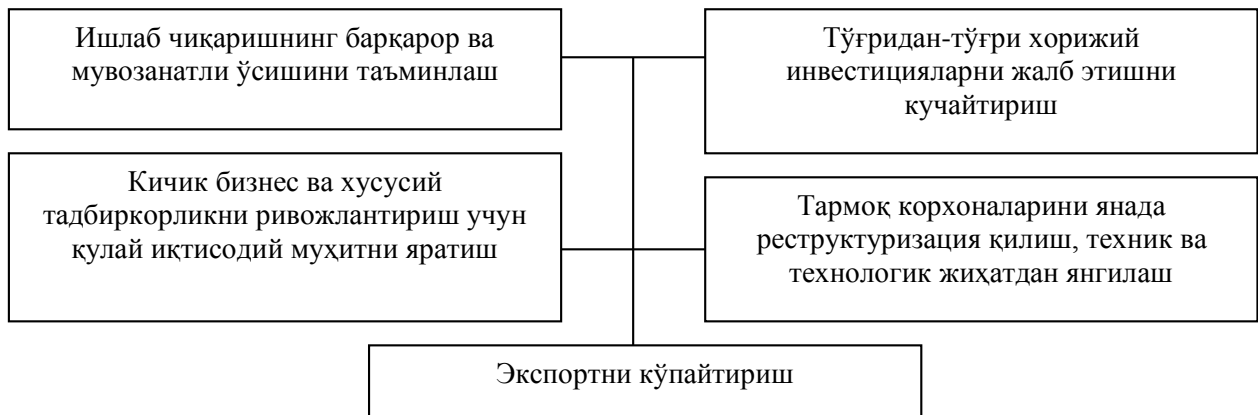 Ишлаб чиқаришнинг барқарор ва
мувозанатли ўсишини таъминлаш
Тўғридан-тўғри хорижий
инвестицияларни жалб этишни
кучайтириш
Кичик бизнес ва хусусий
тадбиркорликни ривожлантириш учун
қулай иқтисодий муҳитни яратиш
Тармоқ корхоналарини янада
реструктуризация қилиш, техник ва
технологик жиҳатдан янгилаш
Экспортни кўпайтириш